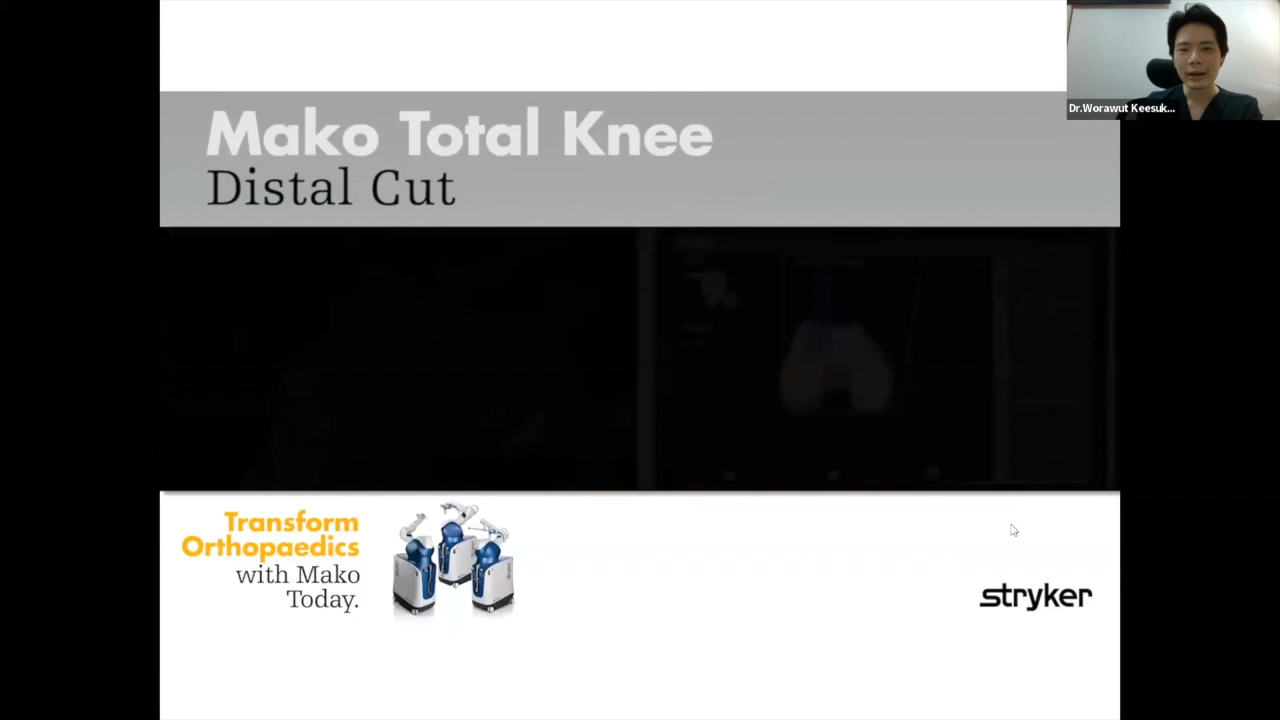 Mako Total Knee
Distal Cut
Dr.Worawut Keesuk...
Transform
Orthopaedics
with Mako
Today.
stryker